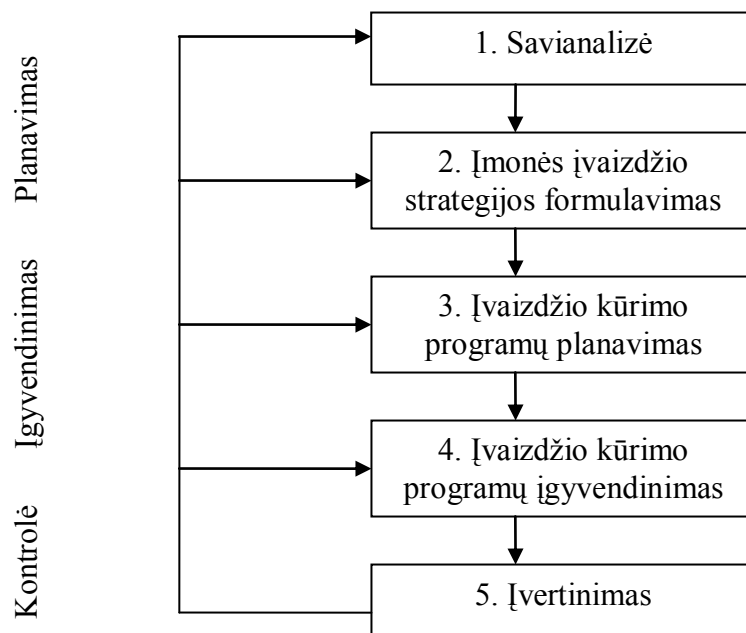 Planavimas
Įgyvendinimas
Kontrolė
1. Savianalizė
2. Įmonės įvaizdžio
strategijos formulavimas
3. Įvaizdžio kūrimo
programų planavimas
4. Įvaizdžio kūrimo
programų įgyvendinimas
5. Įvertinimas